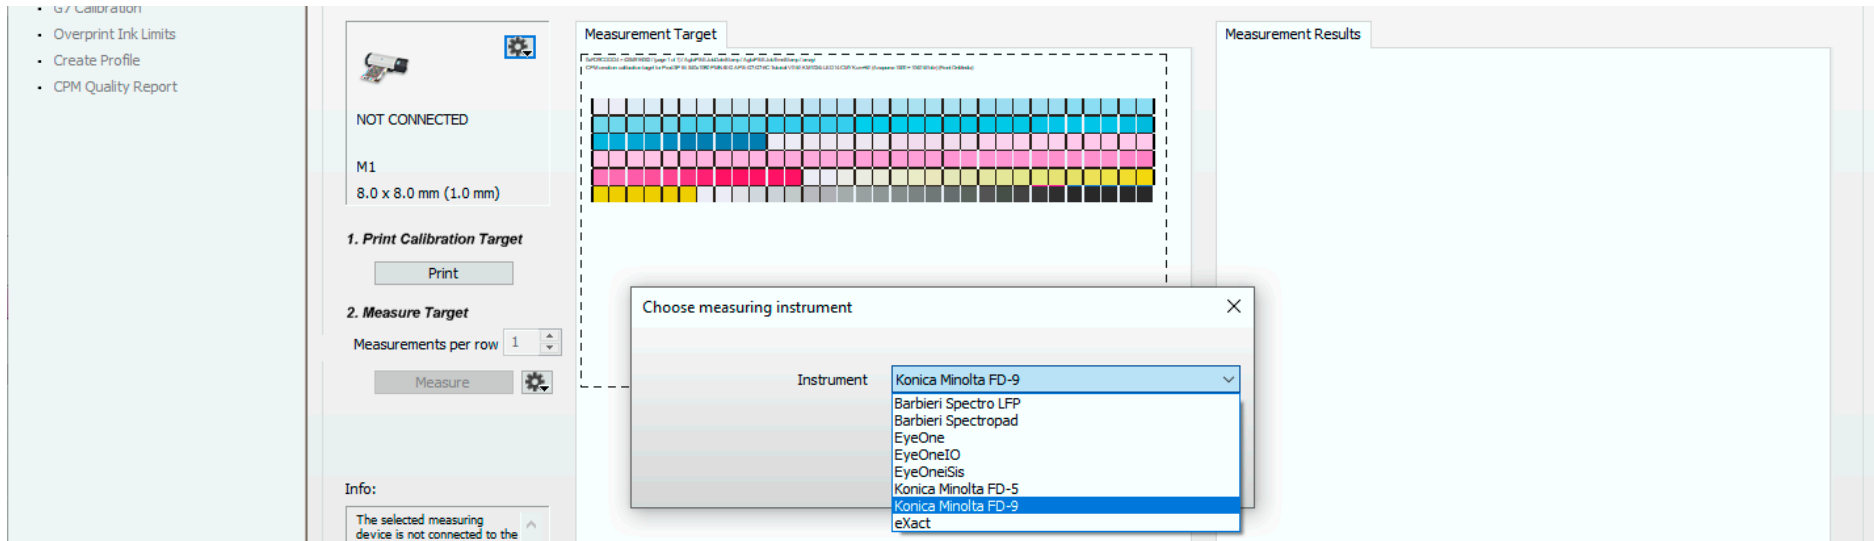 G7 Calibration
Overprint Ink Limits
Create Profile
CPM Quality Report
NOT CONNECTED
M1
8.0 x 8.0 mm (1.0 mm)
1. Print Calibration Target
Print
2. Measure Target
Measurements per row 1
Measure
Info:
The selected measuring
device is not connected to the
Measurement Target
Measurement Results
Choose measuring instrument
Instrument Konica Minolta FD-9
Barbieri Spectro LFP
Barbieri Spectropad
EyeOne
EyeOneIO
EyeOneiSis
Konica Minolta FD-5
Konica Minolta FD-9
eXact